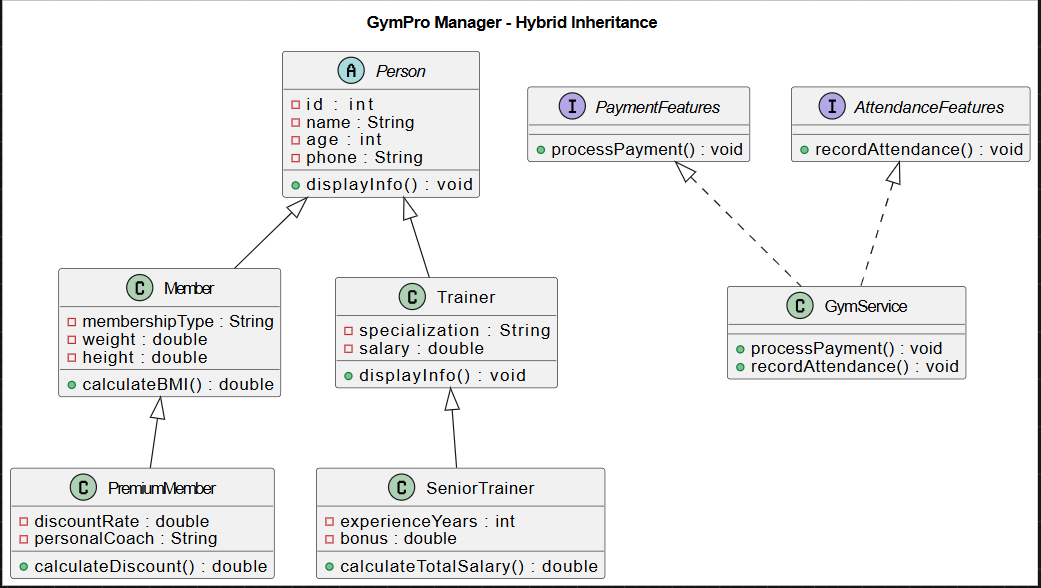 GymPro Manager - Hybrid Inheritance
A Person
id : int
name : String
age : int
phone : String
displayInfo() : void
I PaymentFeatures
processPayment() : void
I AttendanceFeatures
recordAttendance() : void
C Member
membershipType : String
weight : double
height : double
calculateBMI() : double
C Trainer
specialization : String
salary : double
displayInfo() : void
C GymService
processPayment() : void
recordAttendance() : void
C PremiumMember
discountRate : double
personalCoach : String
calculateDiscount() : double
C SeniorTrainer
experienceYears : int
bonus : double
calculateTotalSalary() : double